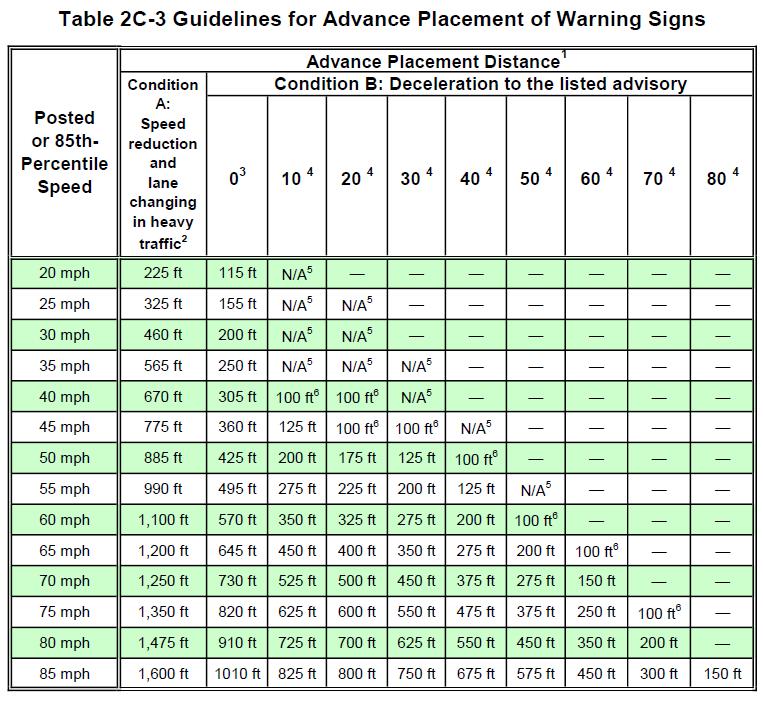 Table 2C-3 Guidelines for Advance Placement of Warning Signs
Posted or 85th-Percentile Speed
Advance Placement Distance1
Condition A: Speed reduction and lane changing in heavy traffic2
Condition B: Deceleration to the listed advisory
03 10 4 20 4 30 4 40 4 50 4 60 4 70 4 80 4
20 mph 225 ft 115 ft N/A5 — — — — — — —
25 mph 325 ft 155 ft N/A5 N/A5 — — — — — —
30 mph 460 ft 200 ft N/A5 N/A5 — — — — — —
35 mph 565 ft 250 ft N/A5 N/A5 N/A5 — — — — —
40 mph 670 ft 305 ft 100 ft6 100 ft6 N/A5 — — — — —
45 mph 775 ft 360 ft 125 ft 100 ft6 100 ft6 N/A5 — — — —
50 mph 885 ft 425 ft 200 ft 175 ft 125 ft 100 ft6 — — — —
55 mph 990 ft 495 ft 275 ft 225 ft 200 ft 125 ft N/A5 — — —
60 mph 1,100 ft 570 ft 350 ft 325 ft 275 ft 200 ft 100 ft6 — — —
65 mph 1,200 ft 645 ft 450 ft 400 ft 350 ft 275 ft 200 ft 100 ft6 — —
70 mph 1,250 ft 730 ft 525 ft 500 ft 450 ft 375 ft 275 ft 150 ft — —
75 mph 1,350 ft 820 ft 625 ft 600 ft 550 ft 475 ft 375 ft 250 ft 100 ft6 —
80 mph 1,475 ft 910 ft 725 ft 700 ft 625 ft 550 ft 450 ft 350 ft 200 ft —
85 mph 1,600 ft 1010 ft 825 ft 800 ft 750 ft 675 ft 575 ft 450 ft 300 ft 150 ft